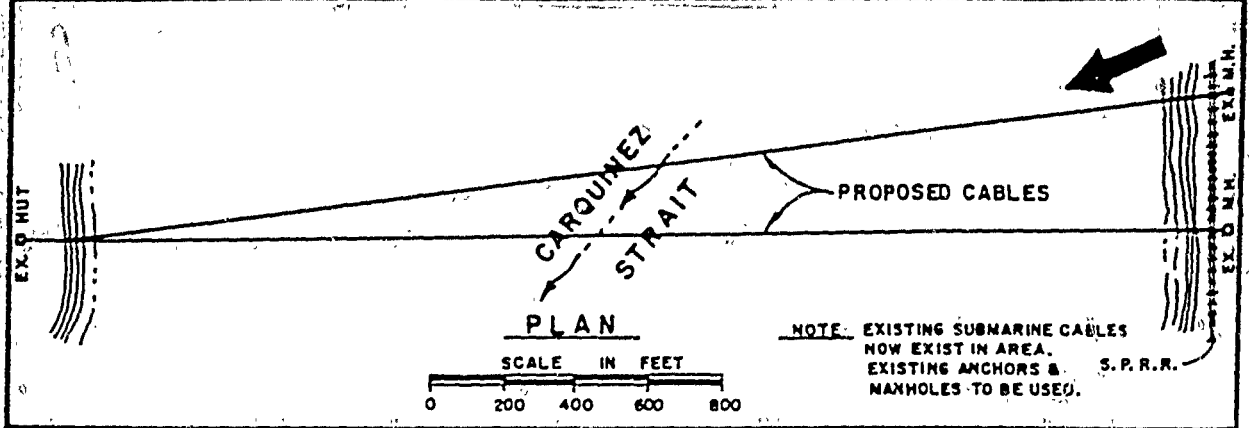 EX. HUT
CARQUINEZ
STRAIT
PROPOSED CABLES
EX. M.H.
EX. M.H.
PLAN
SCALE IN FEET
0 200 400 600 800
NOTE: EXISTING SUBMARINE CABLES
NOW EXIST IN AREA.
EXISTING ANCHORS &
MANHOLES TO BE USED.
S.P.R.R.